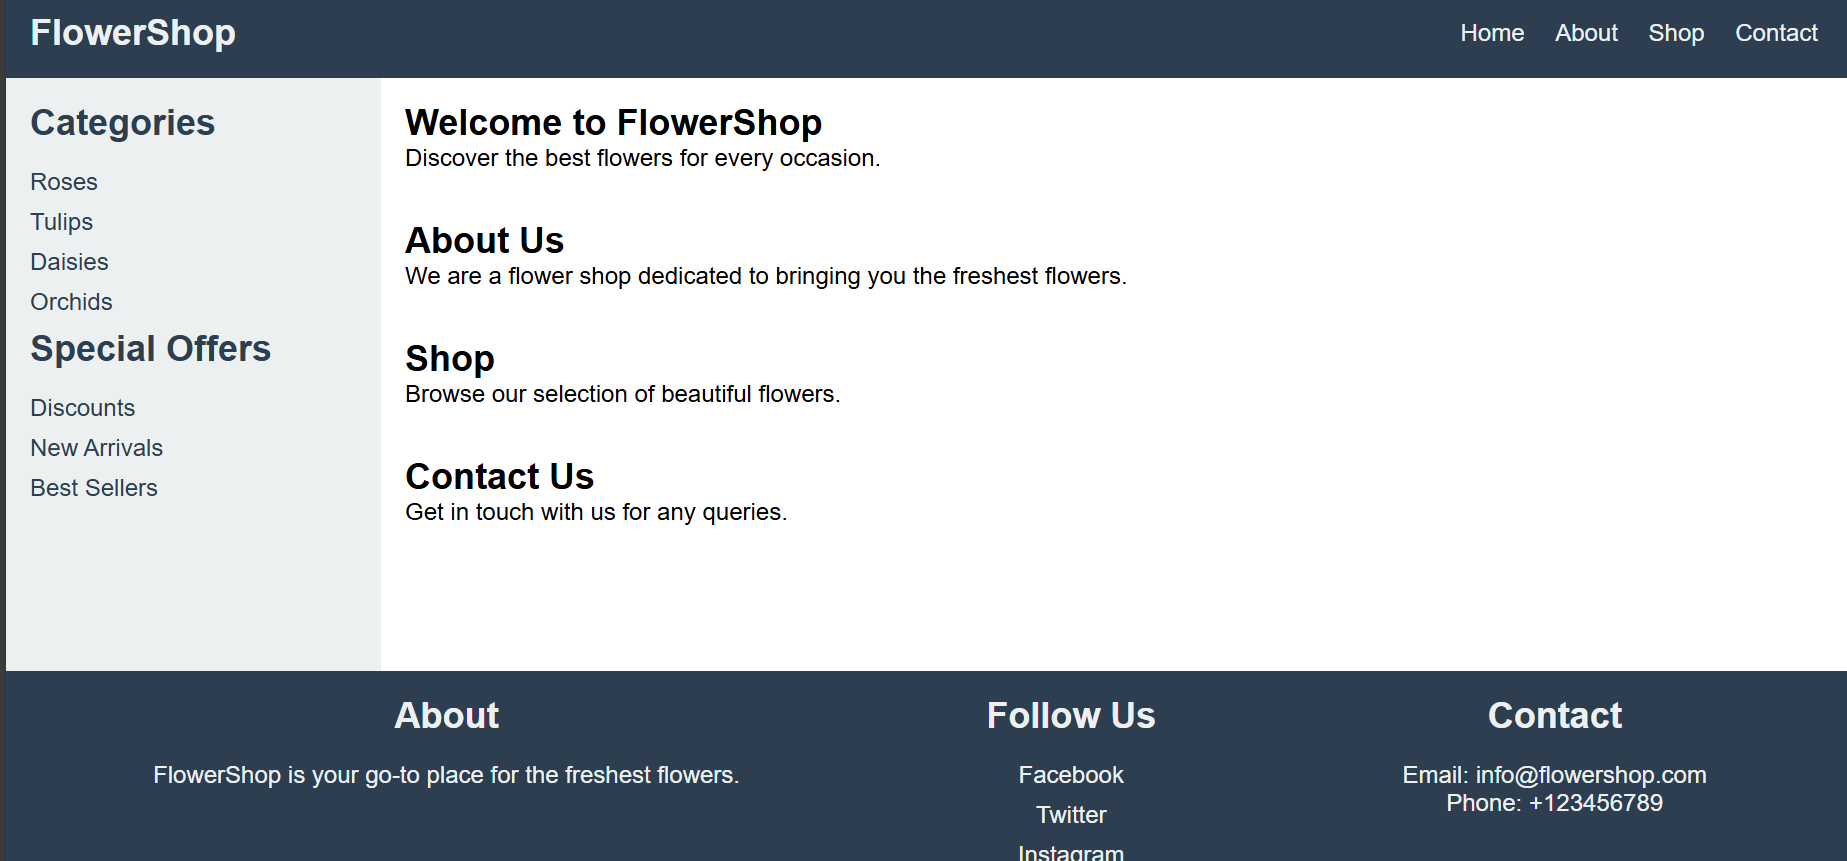 FlowerShop
Home About Shop Contact
Categories
Roses
Tulips
Daisies
Orchids
Special Offers
Discounts
New Arrivals
Best Sellers
Welcome to FlowerShop
Discover the best flowers for every occasion.
About Us
We are a flower shop dedicated to bringing you the freshest flowers.
Shop
Browse our selection of beautiful flowers.
Contact Us
Get in touch with us for any queries.
About
FlowerShop is your go-to place for the freshest flowers.
Follow Us
Facebook
Twitter
Instagram
Contact
Email: info@flowershop.com
Phone: +123456789